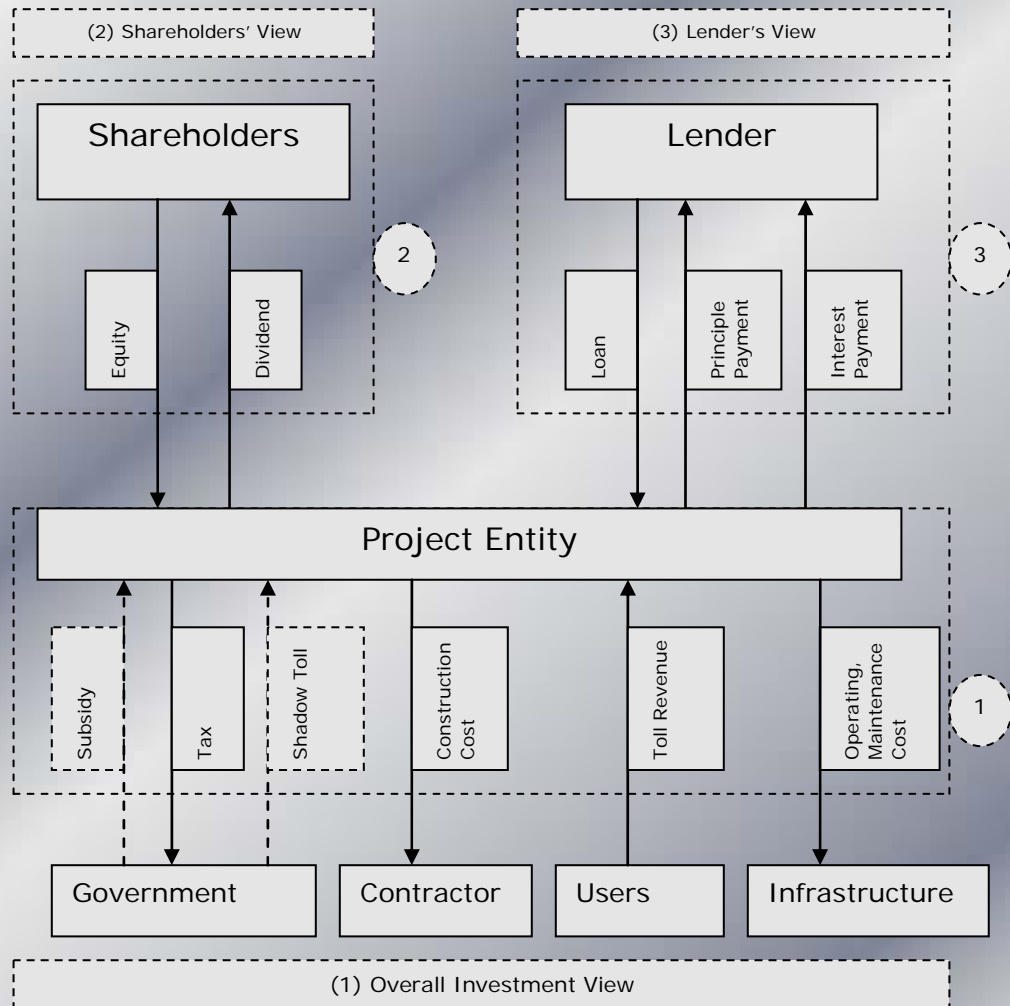 (2) Shareholders' View
(3) Lender's View
Shareholders
Lender
2
3
Equity
Dividend
Loan
Principle
Payment
Interest
Payment
Project Entity
Subsidy
Tax
Shadow Toll
Construction
Cost
Toll Revenue
Operating,
Maintenance
Cost
1
Government
Contractor
Users
Infrastructure
(1) Overall Investment View